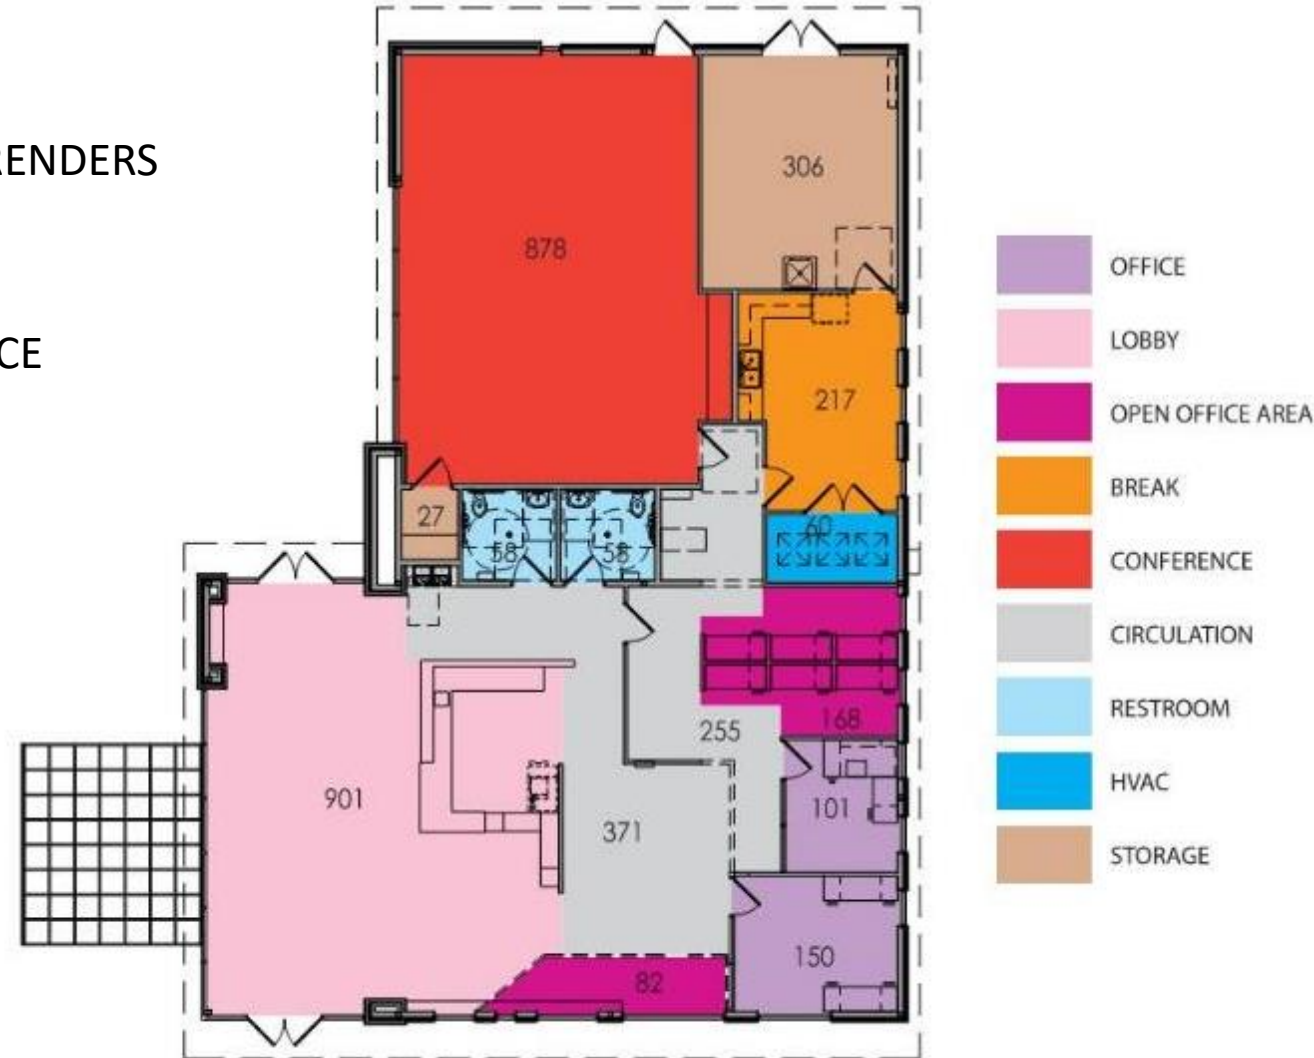 RENDERS
CE
306
878
217
27
58
58
60
168
255
901
101
371
150
82
OFFICE
LOBBY
OPEN OFFICE AREA
BREAK
CONFERENCE
CIRCULATION
RESTROOM
HVAC
STORAGE